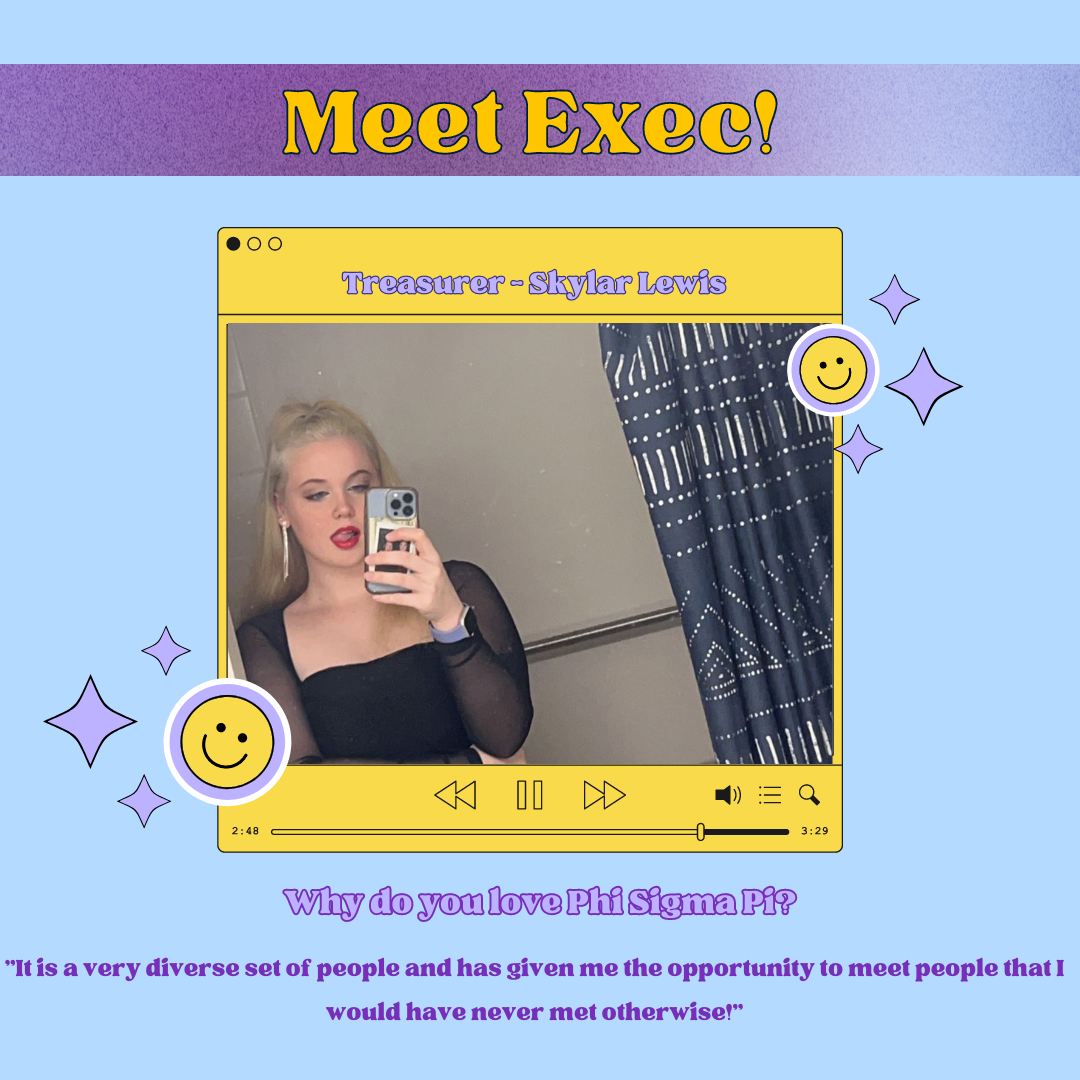 Meet Exec!
Treasurer - Skylar Lewis
2:48
3:29
Why do you love Phi Sigma Pi?
"It is a very diverse set of people and has given me the opportunity to meet people that I
would have never met otherwise!"